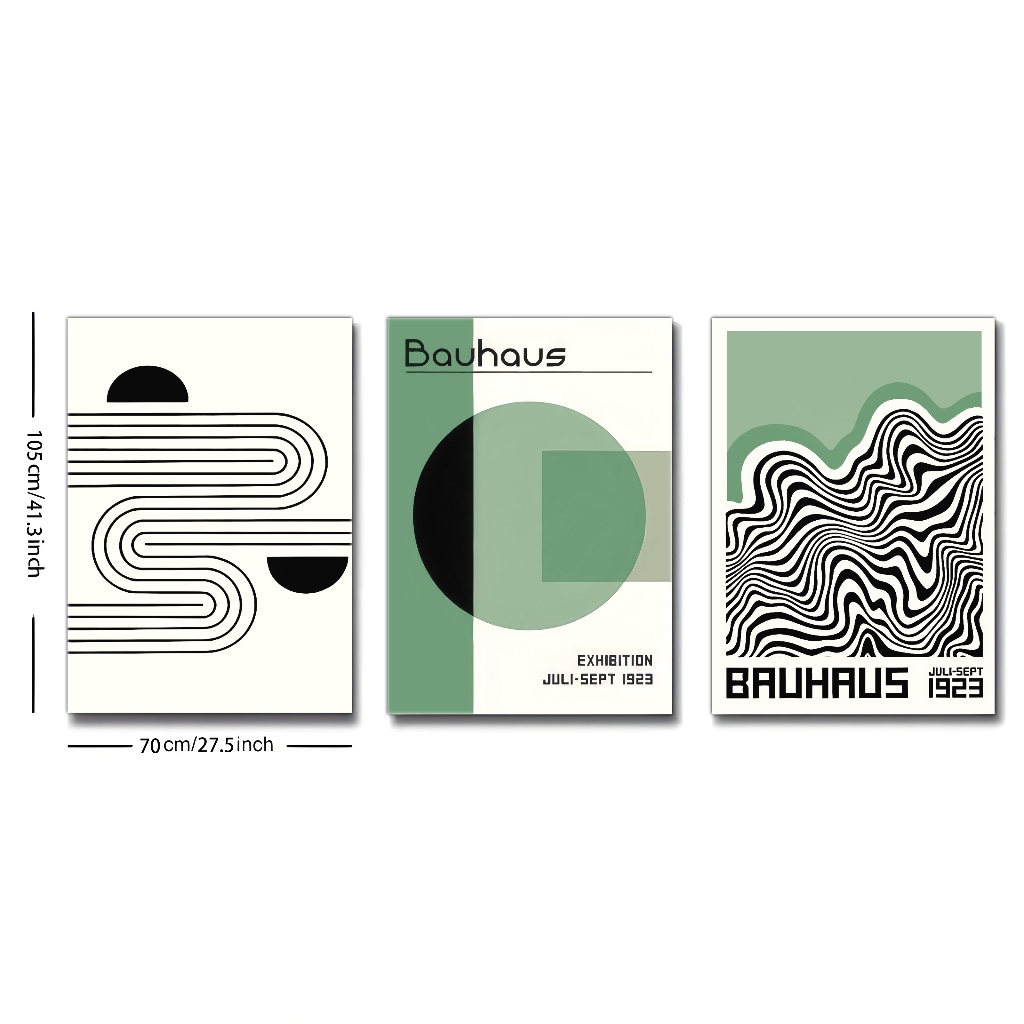 105cm/41.3inch
70cm/27.5inch
Bauhaus
EXHIBITION
JULI-SEPT 1923
BAUHAUS
JULI-SEPT
1923